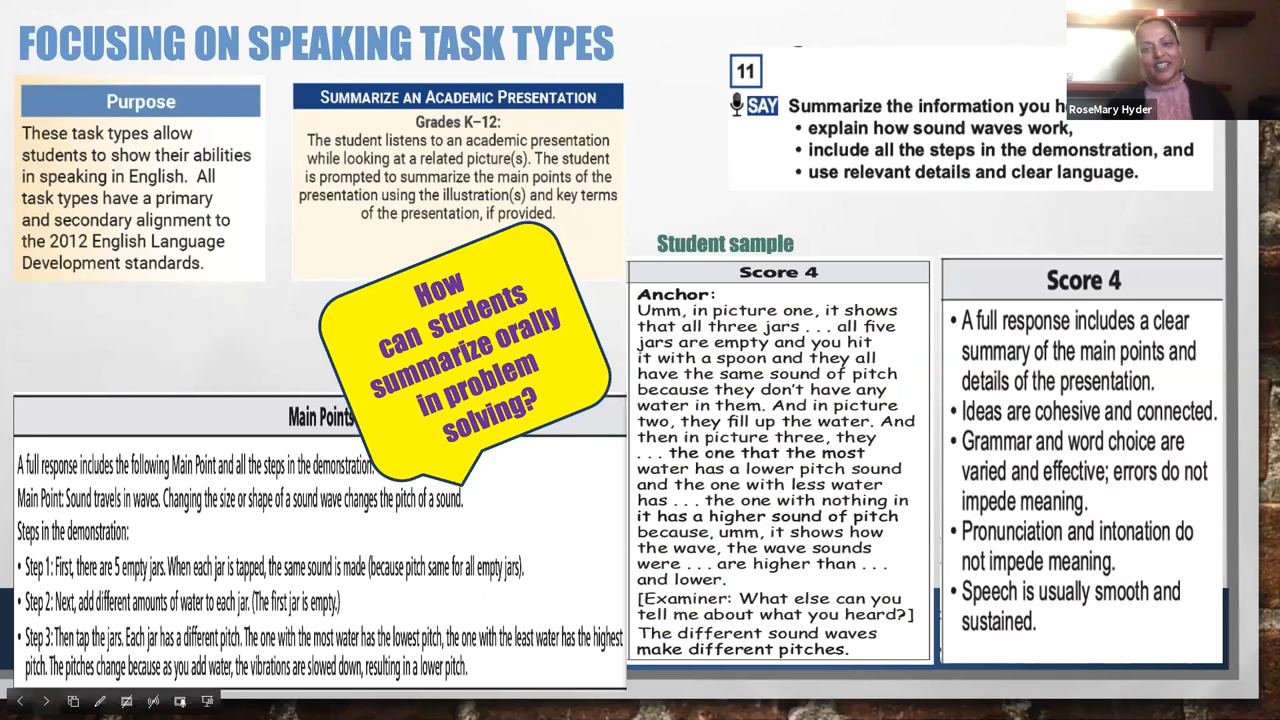 FOCUSING ON SPEAKING TASK TYPES
Purpose
These task types allow
students to show their abilities
in speaking in English. All
task types have a primary
and secondary alignment to
the 2012 English Language
Development standards.
SUMMARIZE AN ACADEMIC PRESENTATION
Grades K–12:
The student listens to an academic presentation
while looking at a related picture(s). The student
is prompted to summarize the main points of the
presentation using the illustration(s) and key terms
of the presentation, if provided.
11
SAY Summarize the information you
• explain how sound waves work,
• include all the steps in the demonstration, and
• use relevant details and clear language.
RoseMary Hyder
How
can students
summarize orally
in problem
solving?
Main Points
A full response includes the following Main Point and all the steps in the demonstration
Main Point: Sound travels in waves. Changing the size or shape of a sound wave changes the pitch of a sound.
Steps in the demonstration:
• Step 1: First, there are 5 empty jars. When each jar is tapped, the same sound is made (because pitch same for all empty jars).
• Step 2: Next, add different amounts of water to each jar. (The first jar is empty.)
• Step 3: Then tap the jars. Each jar has a different pitch. The one with the most water has the lowest pitch, the one with the least water has the highest
pitch. The pitches change because as you add water, the vibrations are slowed down, resulting in a lower pitch.
Student sample
Score 4
Anchor:
Umm, in picture one, it shows
that all three jars . . . all five
jars are empty and you hit
it with a spoon and they all
have the same sound of pitch
because they don't have any
water in them. And in picture
two, they fill up the water. And
then in picture three, they
. . . the one that the most
water has a lower pitch sound
and the one with less water
has . . . the one with nothing in
it has a higher sound of pitch
because, umm, it shows how
the wave, the wave sounds
were . . . are higher than . . .
and lower.
[Examiner: What else can you
tell me about what you heard?]
The different sound waves
make different pitches.
Score 4
• A full response includes a clear
summary of the main points and
details of the presentation.
• Ideas are cohesive and connected.
• Grammar and word choice are
varied and effective; errors do not
impede meaning.
• Pronunciation and intonation do
not impede meaning.
• Speech is usually smooth and
sustained.